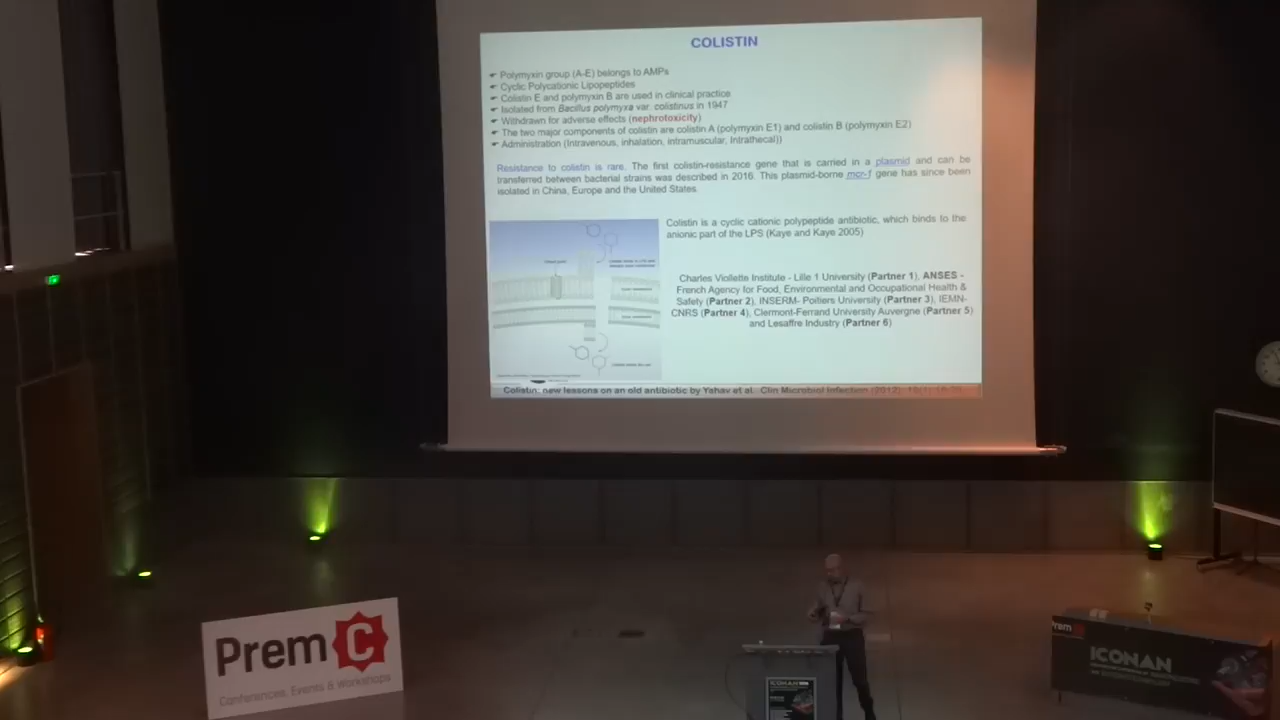 COLISTIN
Polymyxin group (A-E) belongs to AMPs
Cyclic Polycationic Lipopeptides
Colistin E and polymyxin B are used in clinical practice
Isolated from Bacillus polymyxa var. colistinus in 1947
Withdrawn for adverse effects (nephrotoxicity)
The two major components of colistin are colistin A (polymyxin E1) and colistin B (polymyxin E2)
Administration (Intravenous, inhalation, intramuscular, Intrathecal))
Resistance to colistin is rare. The first colistin-resistance gene that is carried in a plasmid and can be
transferred between bacterial strains was described in 2016. This plasmid-borne mcr-1 gene has since been
isolated in China, Europe and the United States.
Colistin is a cyclic cationic polypeptide antibiotic, which binds to the
anionic part of the LPS (Kaye and Kaye 2005)
Charles Viollette Institute - Lille 1 University (Partner 1), ANSES -
French Agency for Food, Environmental and Occupational Health &
Safety (Partner 2), INSERM- Poitiers University (Partner 3), IEMN-
CNRS (Partner 4), Clermont-Ferrand University Auvergne (Partner 5)
and Lesaffre Industry (Partner 6)
Colistin: new lessons on an old antibiotic by Yahav et al. Clin Microbiol Infection (2012)
Prem C
Conferences, Events & Workshops
ICONAN
Prem
ICONAN